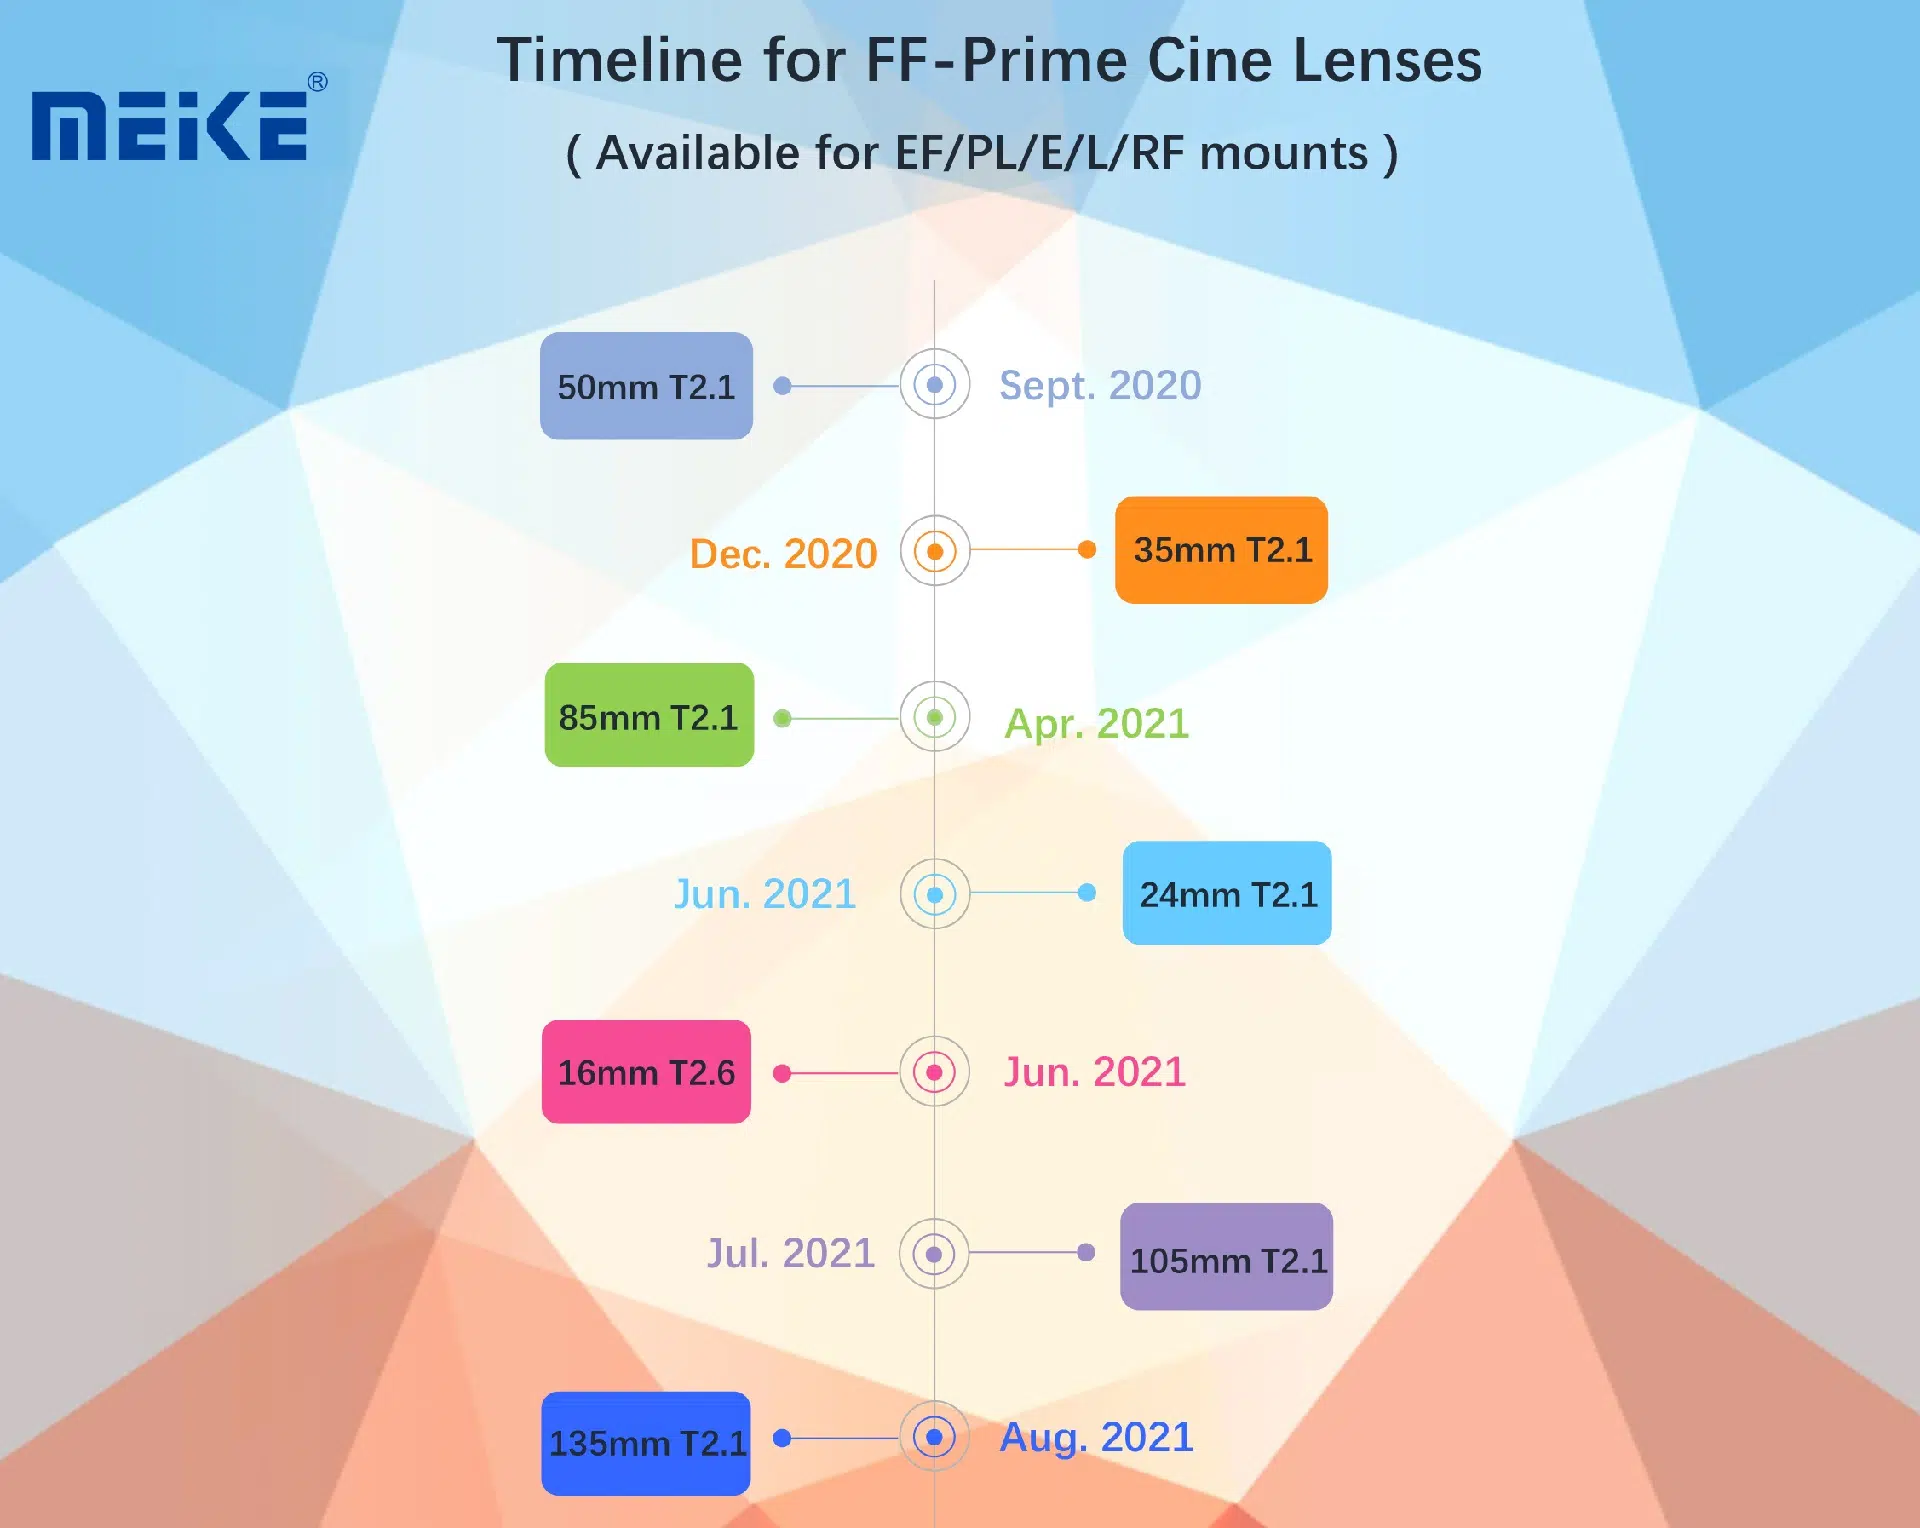 MEiKE®
Timeline for FF-Prime Cine Lenses
( Available for EF/PL/E/L/RF mounts )
50mm T2.1
Sept. 2020
Dec. 2020
35mm T2.1
85mm T2.1
Apr. 2021
Jun. 2021
24mm T2.1
16mm T2.6
Jun. 2021
Jul. 2021
105mm T2.1
135mm T2.1
Aug. 2021